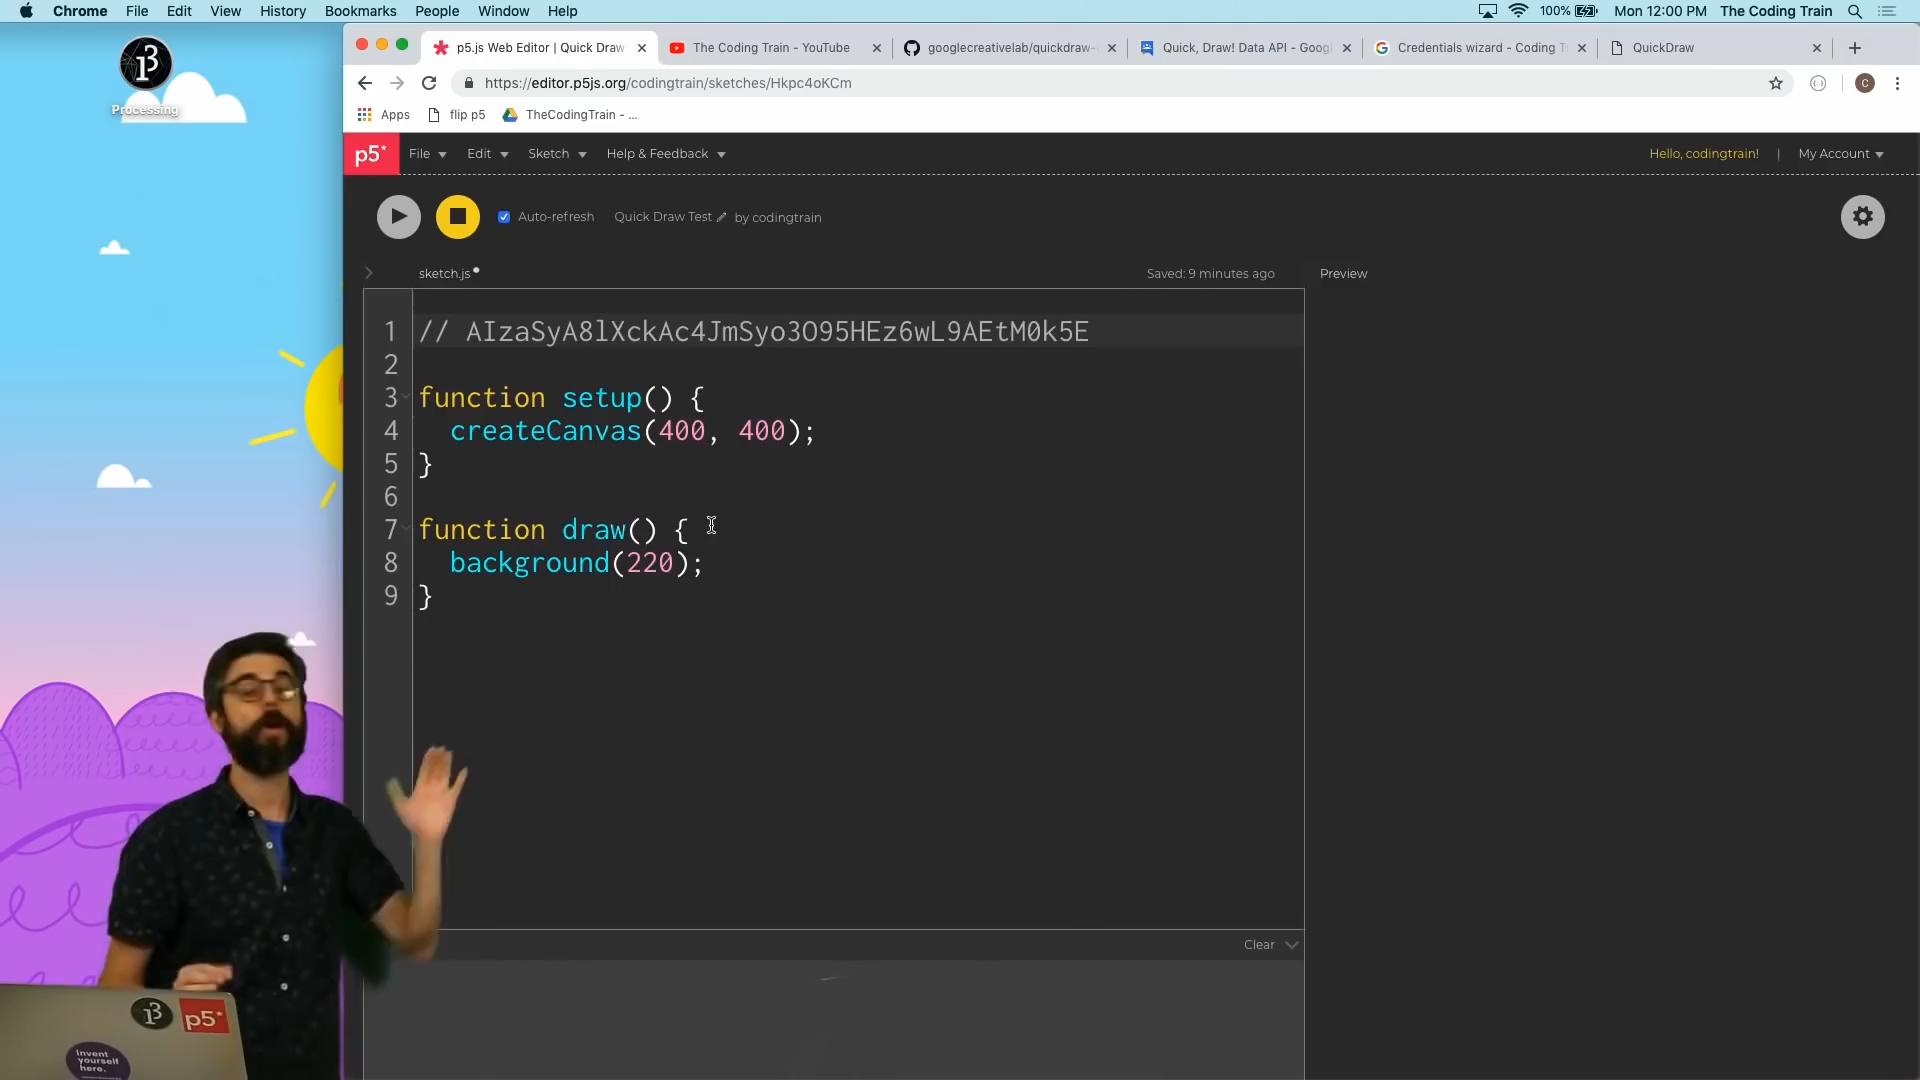 Chrome File Edit View History Bookmarks People Window Help
100% Mon 12:00 PM The Coding Train
Processing
p5.js Web Editor | Quick Draw
The Coding Train - YouTube
googlecreativelab/quickdraw-
Quick, Draw! Data API - Googl
Credentials wizard - Coding T
QuickDraw
https://editor.p5js.org/codingtrain/sketches/Hkpc4oKCm
C
Apps flip p5 TheCodingTrain - ...
p5* File Edit Sketch Help & Feedback
Hello, codingtrain! | My Account
Auto-refresh Quick Draw Test by codingtrain
sketch.js Saved: 9 minutes ago Preview
1 // AIzaSyA8lXckAc4JmSyo3O95HEz6wL9AEtM0k5E
2
3 function setup() {
4 createCanvas(400, 400);
5 }
6
7 function draw() {
8 background(220);
9 }
Clear
p5*
Invent
yourself
here.